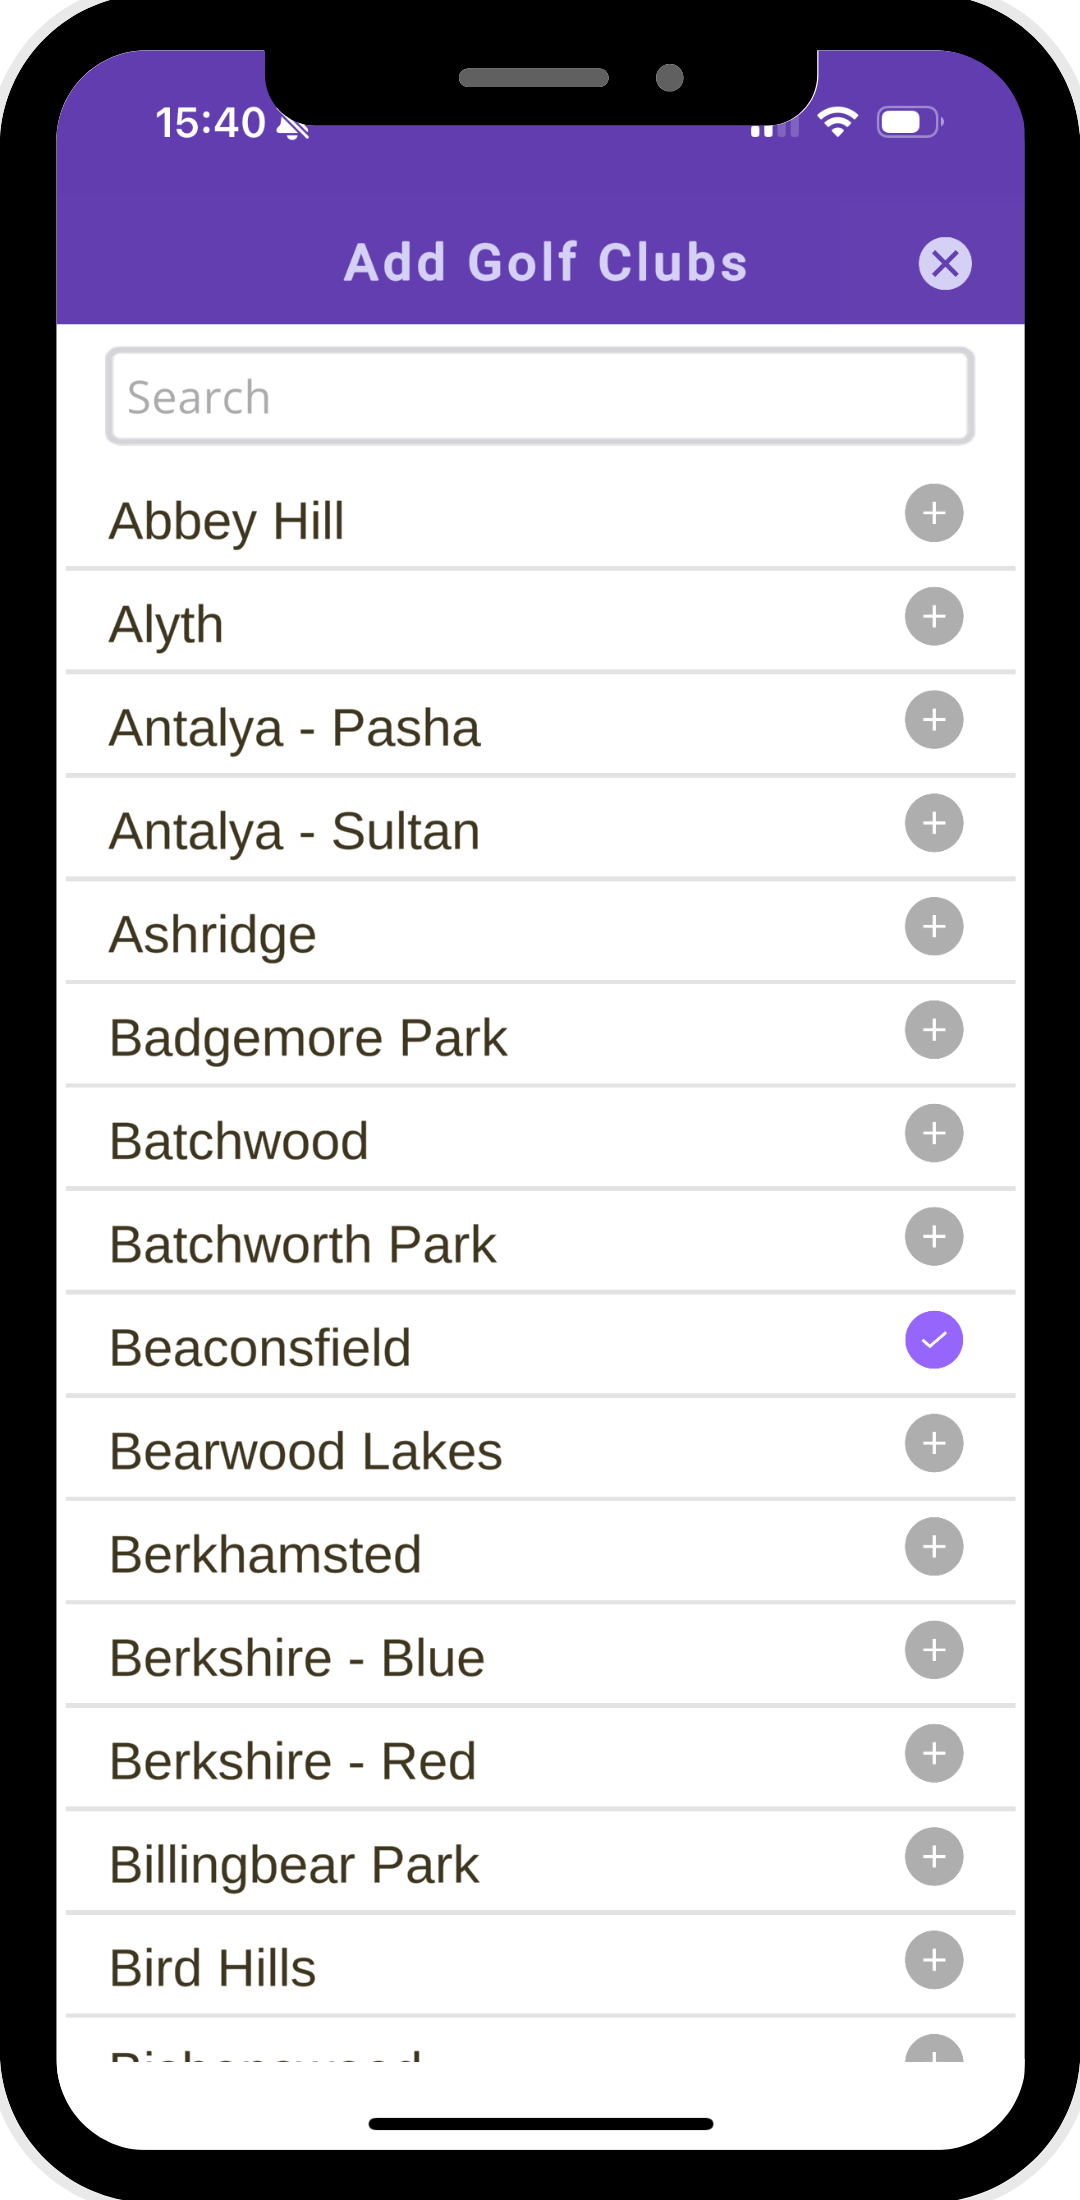 15:40
Add Golf Clubs
Search
Abbey Hill
Alyth
Antalya - Pasha
Antalya - Sultan
Ashridge
Badgemore Park
Batchwood
Batchworth Park
Beaconsfield
Bearwood Lakes
Berkhamsted
Berkshire - Blue
Berkshire - Red
Billingbear Park
Bird Hills